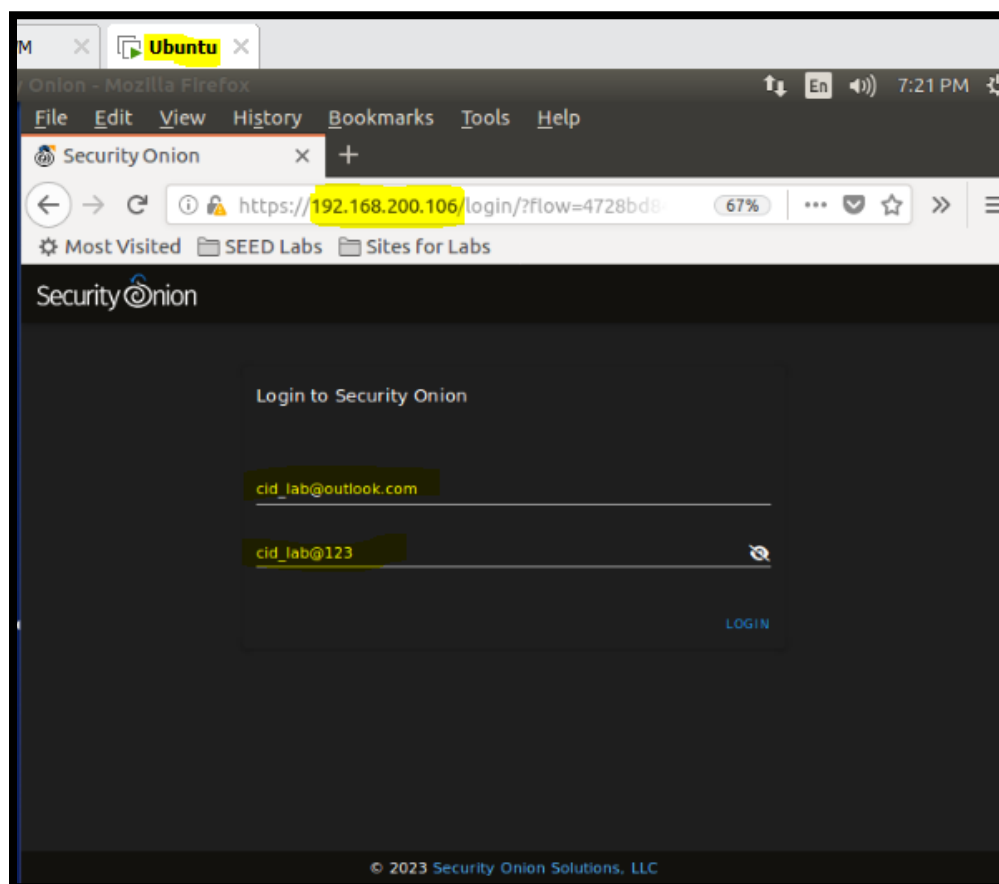 M Ubuntu
y Onion - Mozilla Firefox En 7:21 PM
File Edit View History Bookmarks Tools Help
Security Onion
https://192.168.200.106/login/?flow=4728bd8 67%
Most Visited SEED Labs Sites for Labs
Security Onion
Login to Security Onion
cid_lab@outlook.com
cid_lab@123
LOGIN
© 2023 Security Onion Solutions, LLC